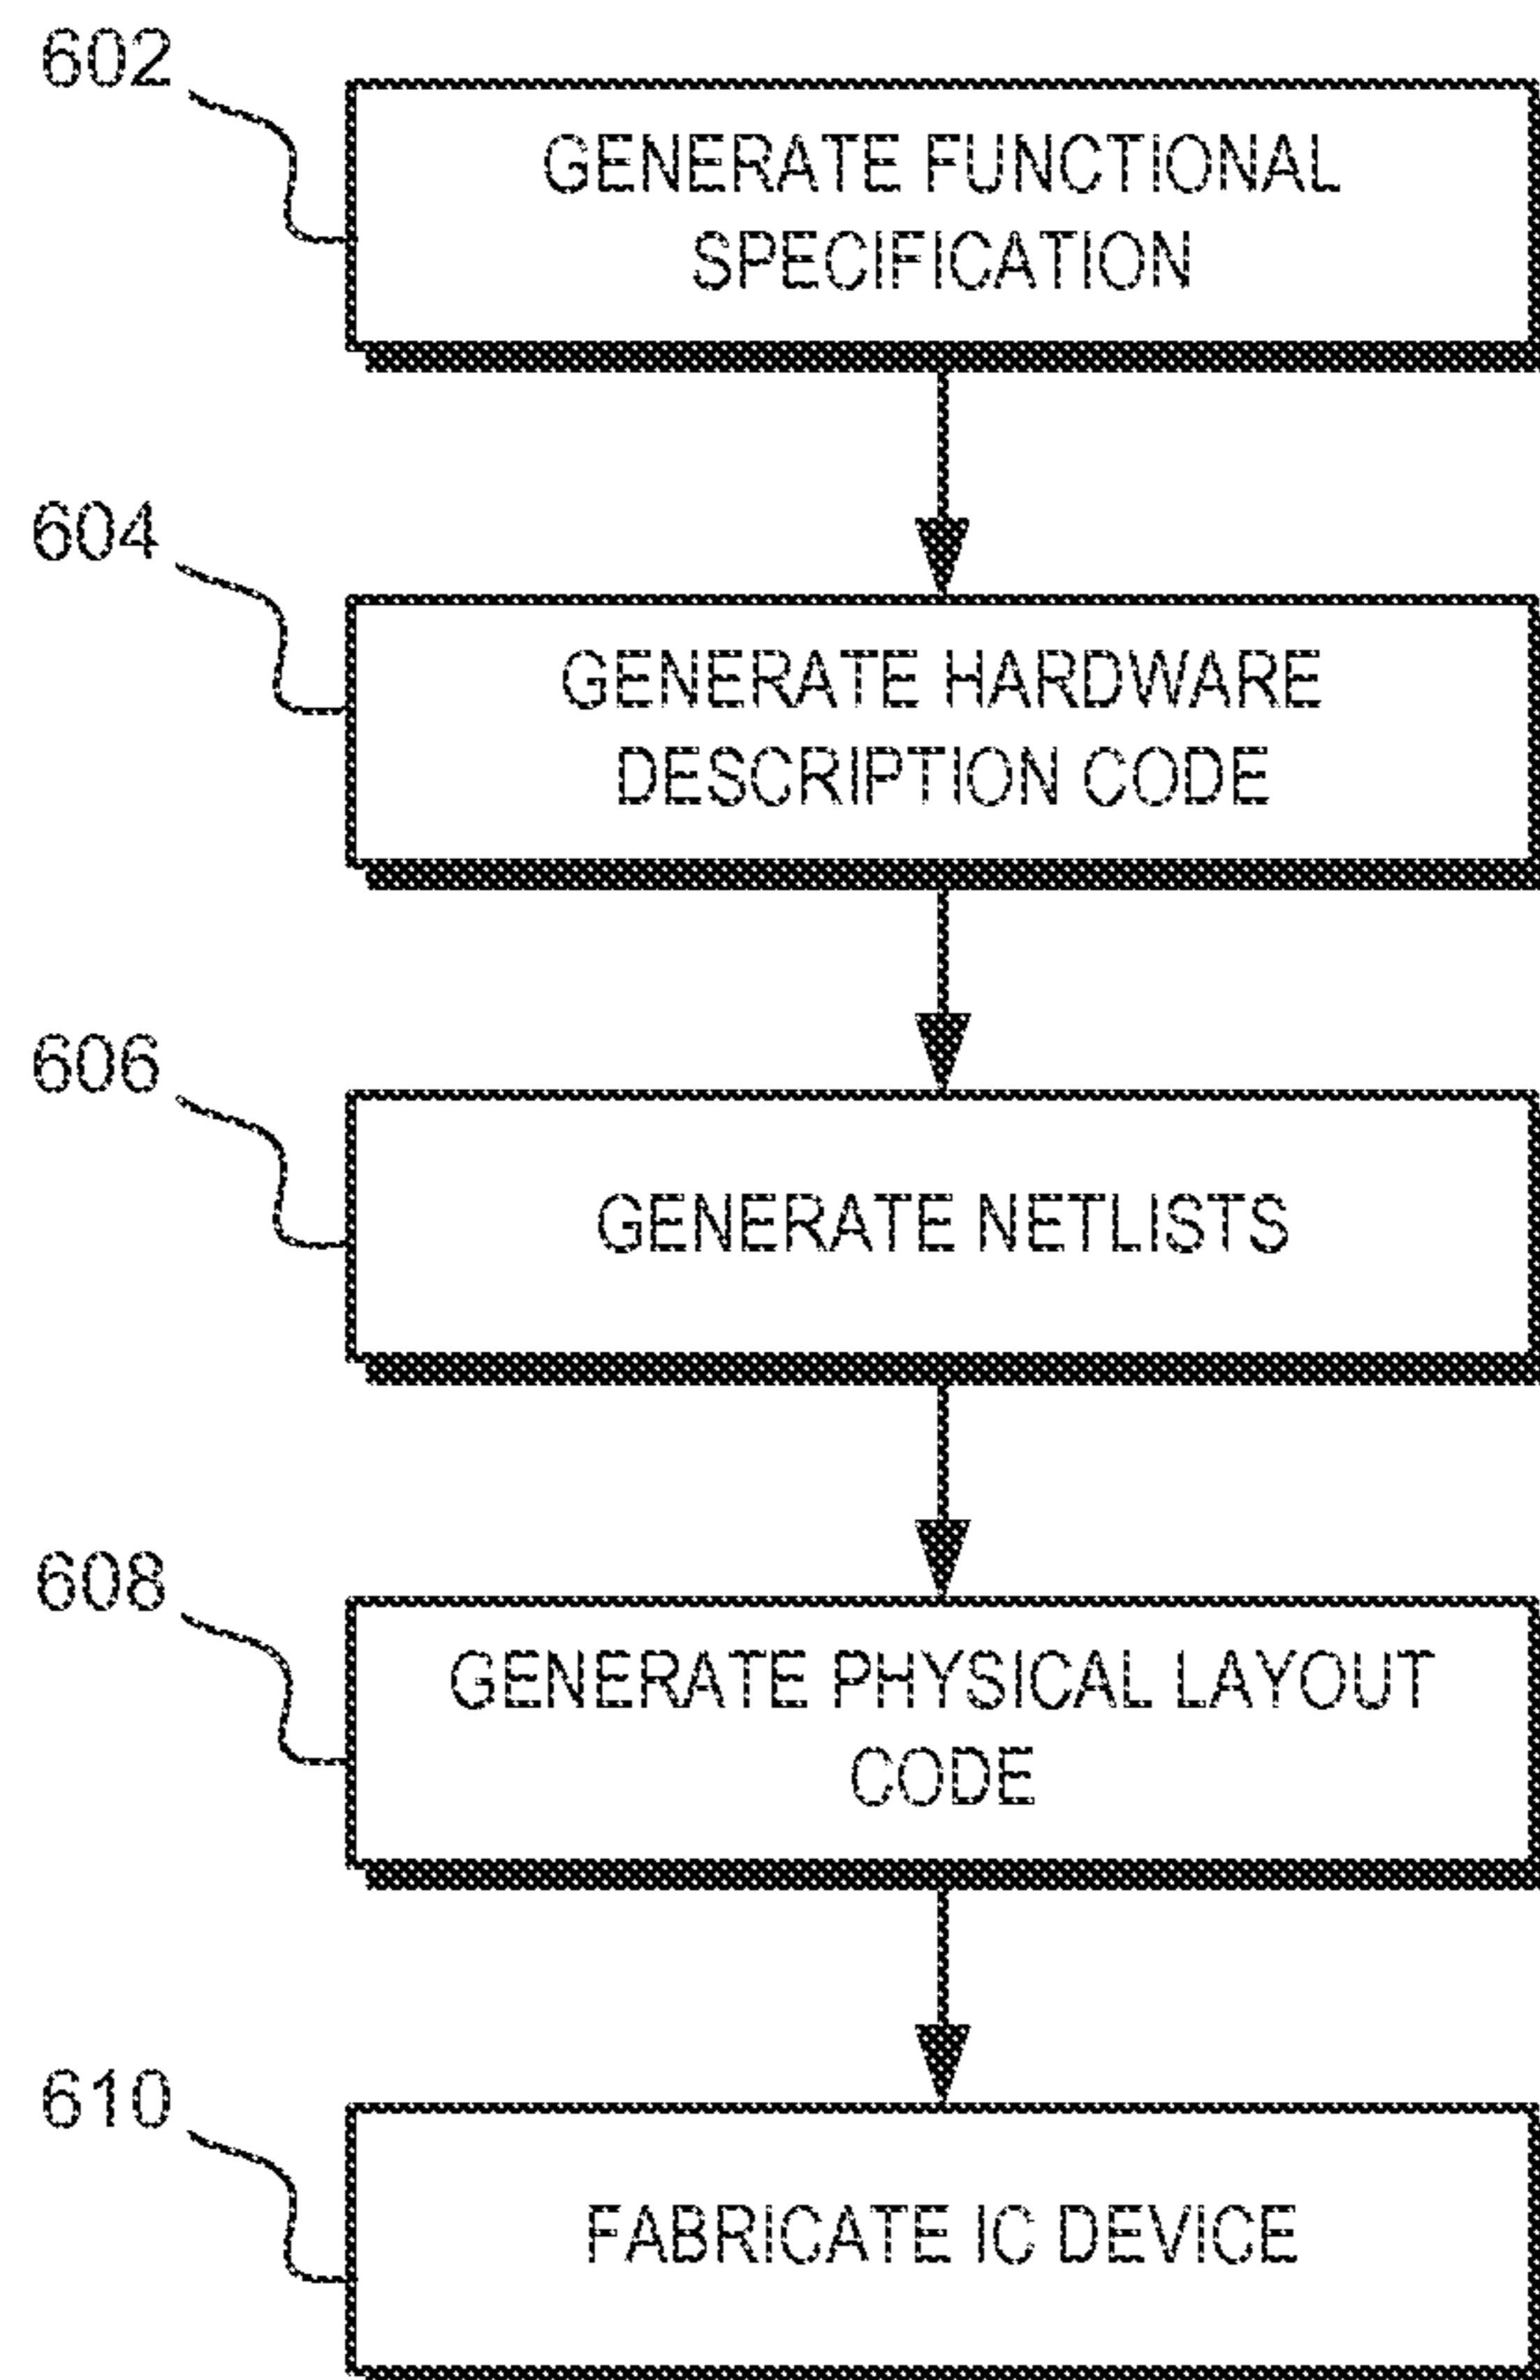 602
GENERATE FUNCTIONAL
SPECIFICATION
604
GENERATE HARDWARE
DESCRIPTION CODE
606
GENERATE NETLISTS
608
GENERATE PHYSICAL LAYOUT
CODE
610
FABRICATE IC DEVICE